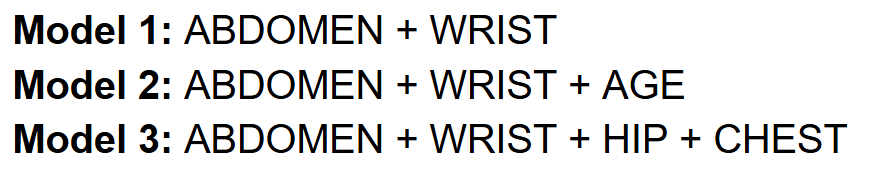 Model 1: ABDOMEN + WRIST
Model 2: ABDOMEN + WRIST + AGE
Model 3: ABDOMEN + WRIST + HIP + CHEST